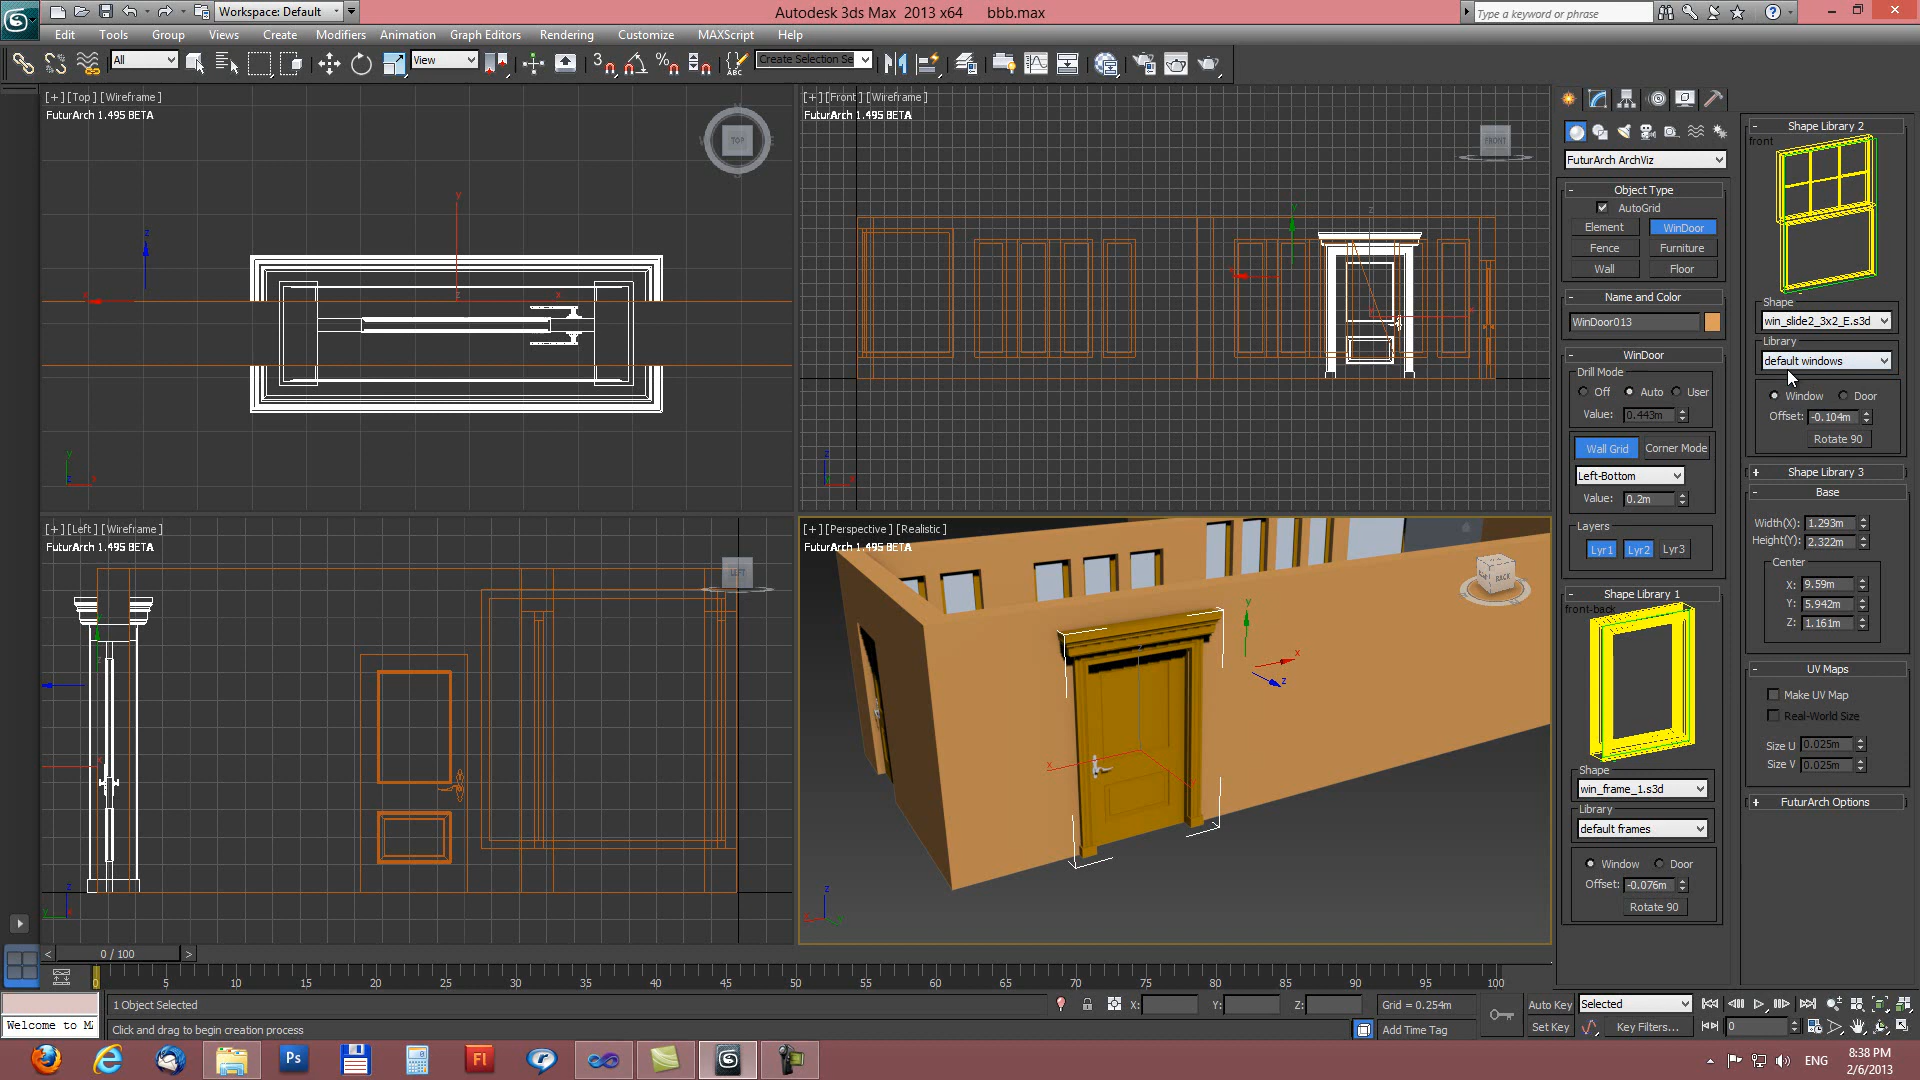 Workspace: Default
Autodesk 3ds Max 2013 x64 bbb.max
Type a keyword or phrase
Edit Tools Group Views Create Modifiers Animation Graph Editors Rendering Customize MAXScript Help
All
View
Create Selection Se
[+] [Top] [Wireframe]
FuturArch 1.495 BETA
TOP
[+] [Front] [Wireframe]
FuturArch 1.495 BETA
FRONT
[+] [Left] [Wireframe]
FuturArch 1.495 BETA
LEFT
[+] [Perspective] [Realistic]
FuturArch 1.495 BETA
BACK
FuturArch ArchViz
Object Type
AutoGrid
Element WinDoor
Fence Furniture
Wall Floor
Name and Color
WinDoor013
WinDoor
Drill Mode
Off Auto User
Value: 0.443m
Wall Grid Corner Mode
Left-Bottom
Value: 0.2m
Layers
Lyr1 Lyr2 Lyr3
Shape Library 1
front-back
Shape
win_frame_1.s3d
Library
default frames
Window Door
Offset: -0.076m
Rotate 90
Shape Library 2
front
Shape
win_slide2_3x2_E.s3d
Library
default windows
Window Door
Offset: -0.104m
Rotate 90
Shape Library 3
Base
Width(X): 1.293m
Height(Y): 2.322m
Center
X: 9.59m
Y: 5.942m
Z: 1.161m
UV Maps
Make UV Map
Real-World Size
Size U 0.025m
Size V 0.025m
FuturArch Options
0 / 100
0 5 10 15 20 25 30 35 40 45 50 55 60 65 70 75 80 85 90 95 100
1 Object Selected
X: Y: Z: Grid = 0.254m
Auto Key Selected
Welcome to M
Click and drag to begin creation process
Add Time Tag
Set Key Key Filters... 0
Ps
Fl
ENG
8:38 PM
2/6/2013